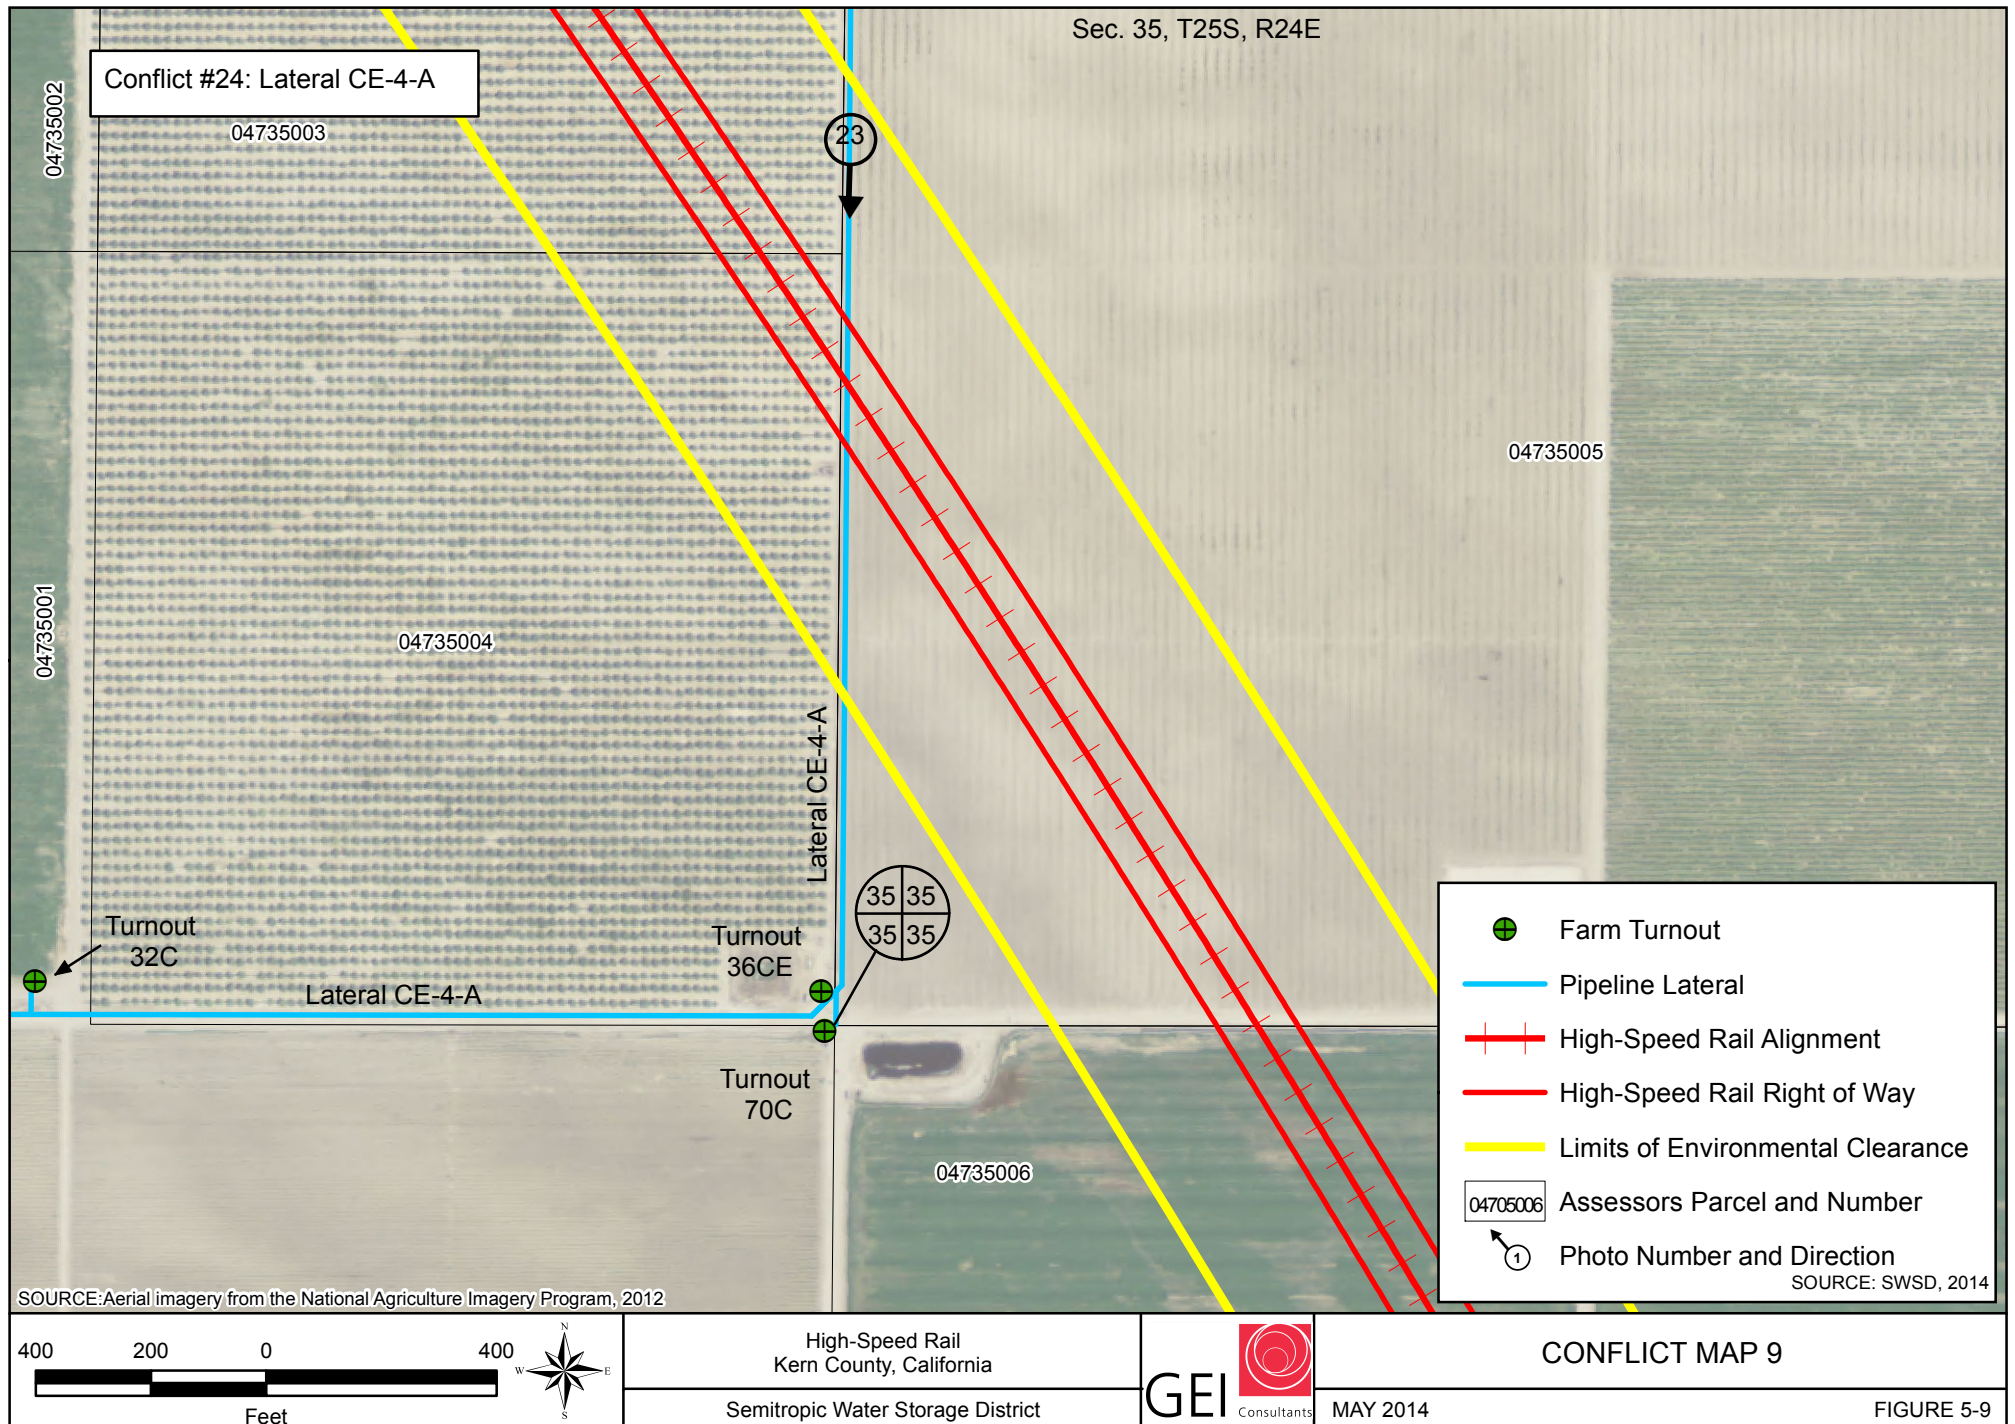 Sec. 35, T25S, R24E
Conflict #24: Lateral CE-4-A
04735002
04735003
23
04735005
04735001
04735004
Lateral CE-4-A
35 35
35 35
Turnout
32C
Turnout
36CE
Lateral CE-4-A
Turnout
70C
04735006
Farm Turnout
Pipeline Lateral
High-Speed Rail Alignment
High-Speed Rail Right of Way
Limits of Environmental Clearance
04705006 Assessors Parcel and Number
1 Photo Number and Direction
SOURCE: SWSD, 2014
SOURCE:Aerial imagery from the National Agriculture Imagery Program, 2012
400 200 0 400
Feet
N
W E
S
High-Speed Rail
Kern County, California
Semitropic Water Storage District
GEI Consultants
CONFLICT MAP 9
MAY 2014
FIGURE 5-9